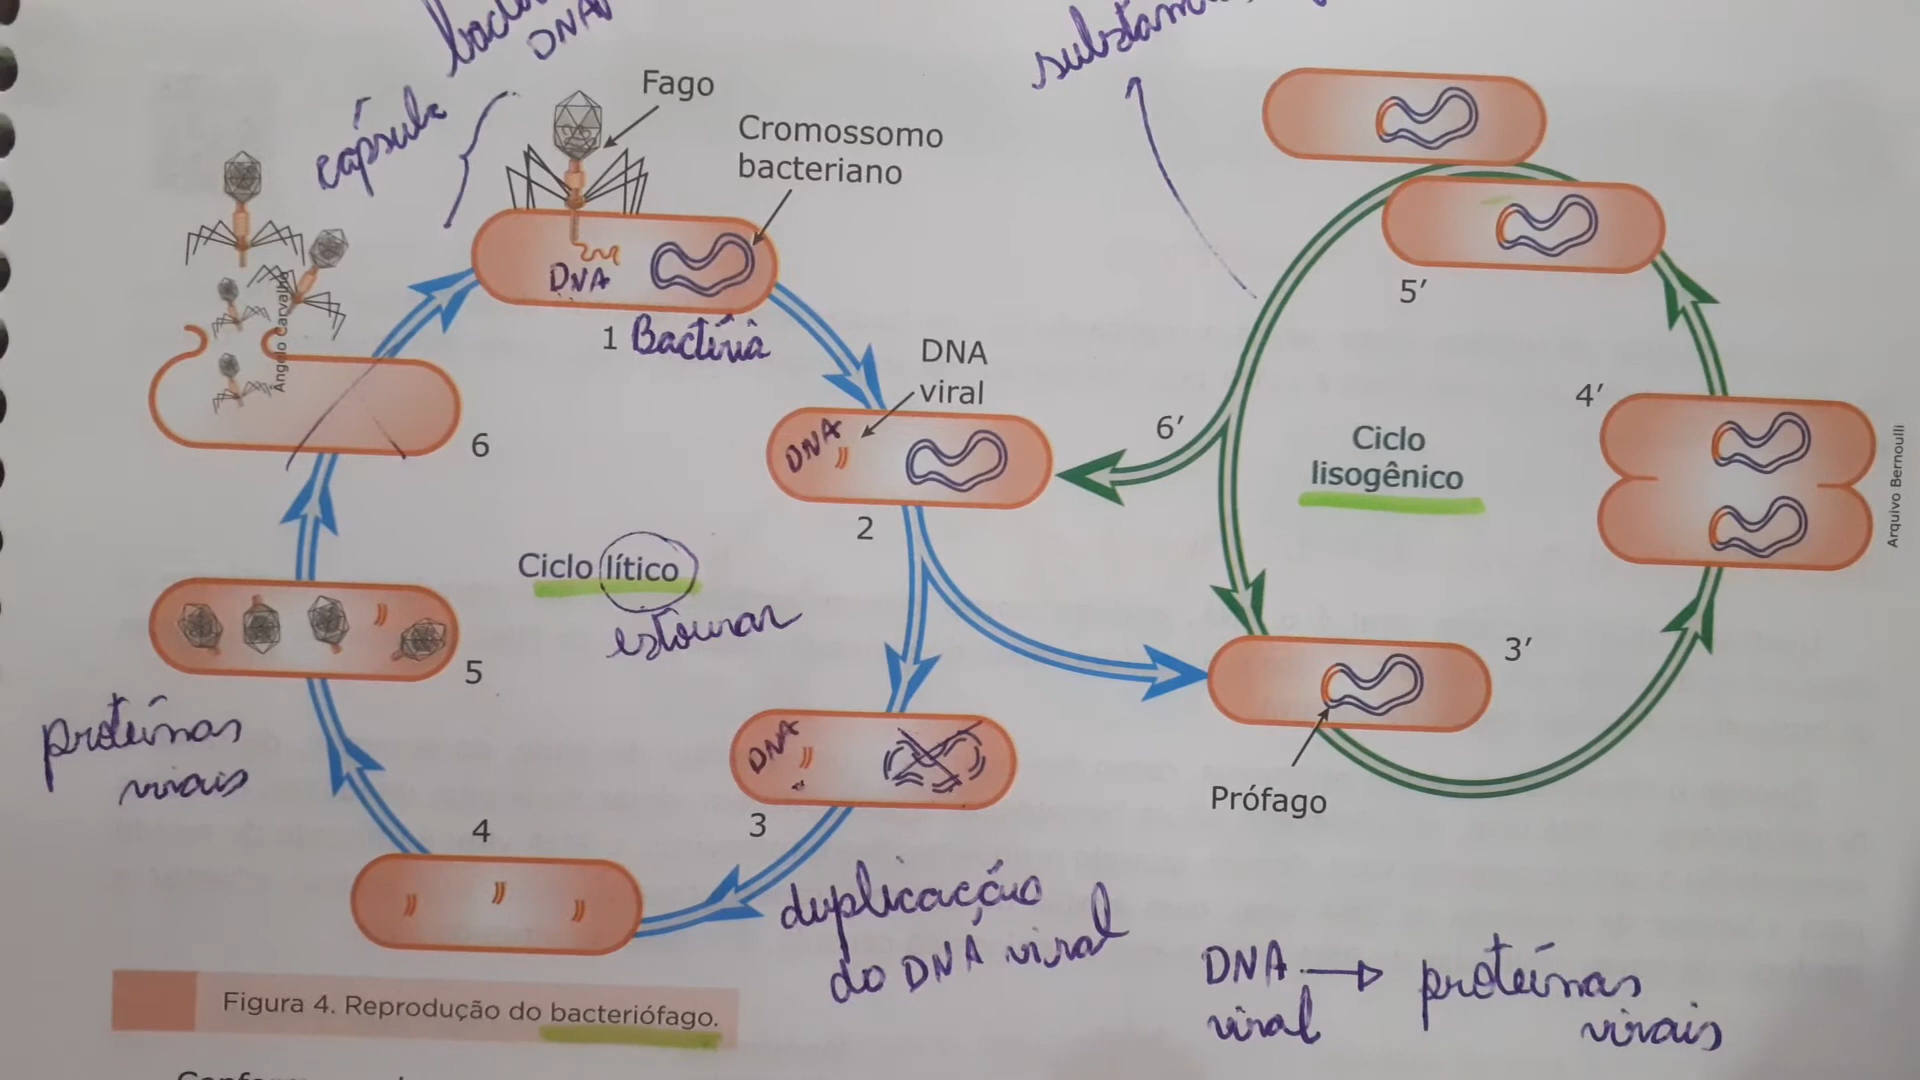 DNA
cápsula
Fago
Cromossomo
bacteriano
DNA
1 Bactéria
Ângelo Carvalho
6
DNA
viral
DNA
2
6′
5′
4′
Ciclo
lisogênico
Arquivo Bernoulli
Ciclo lítico
estourar
5
proteínas
virais
3′
Prófago
DNA
3
4
duplicação
do DNA viral
DNA → proteínas
viral virais
Figura 4. Reprodução do bacteriófago.